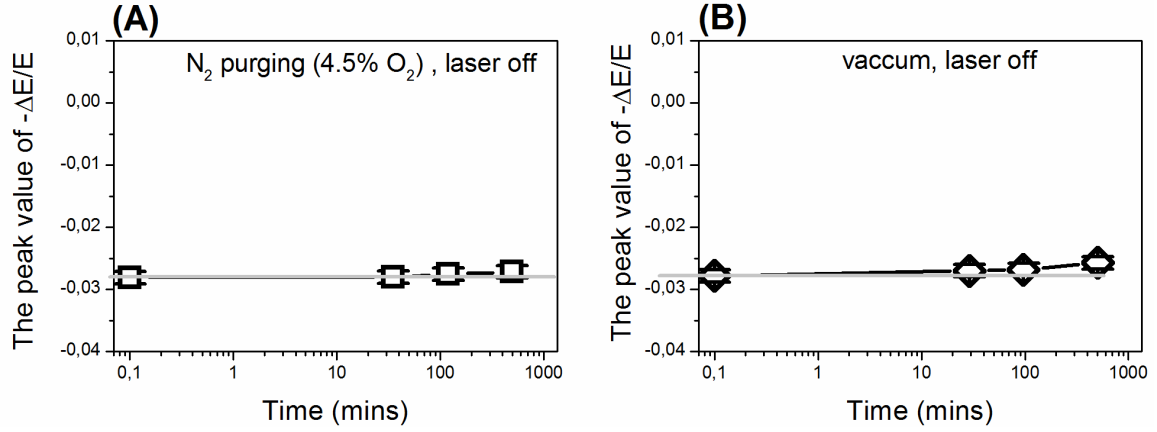 (A)
N₂ purging (4.5% O₂) , laser off
The peak value of -ΔE/E
0,01
0,00
-0,01
-0,02
-0,03
-0,04
0,1 1 10 100 1000
Time (mins)
(B)
vaccum, laser off
The peak value of -ΔE/E
0,01
0,00
-0,01
-0,02
-0,03
-0,04
0,1 1 10 100 1000
Time (mins)